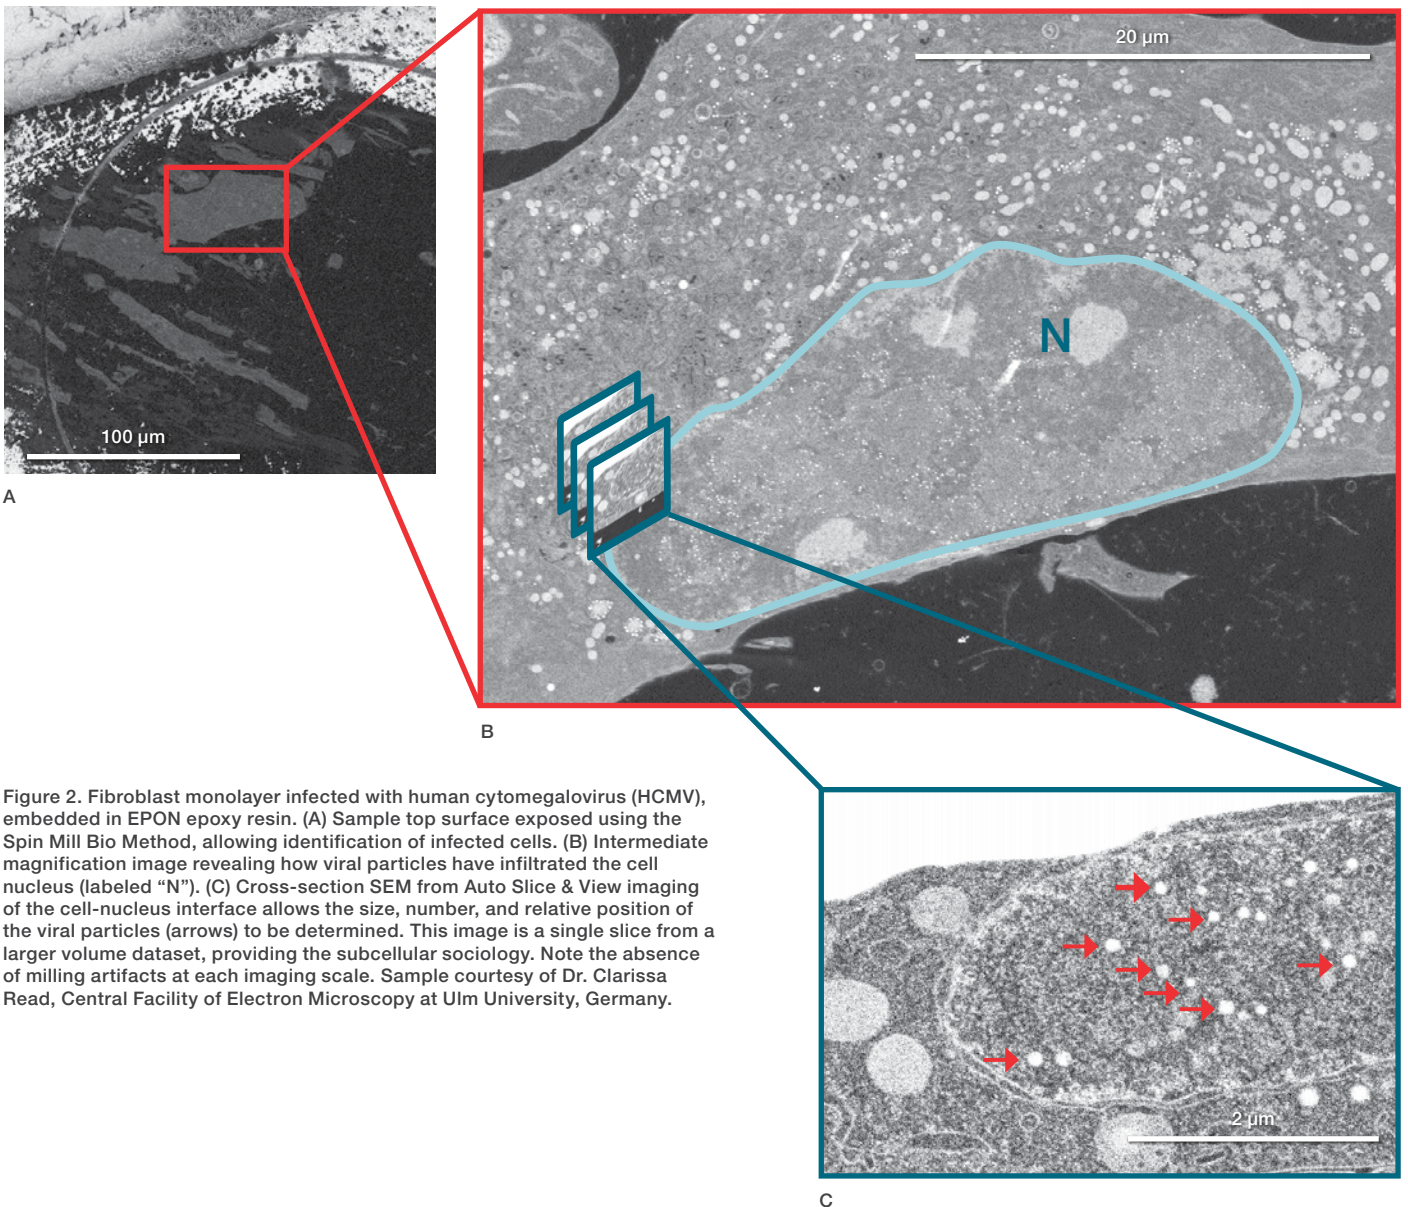 20 µm
N
100 µm
A
B
Figure 2. Fibroblast monolayer infected with human cytomegalovirus (HCMV),
embedded in EPON epoxy resin. (A) Sample top surface exposed using the
Spin Mill Bio Method, allowing identification of infected cells. (B) Intermediate
magnification image revealing how viral particles have infiltrated the cell
nucleus (labeled “N”). (C) Cross-section SEM from Auto Slice & View imaging
of the cell-nucleus interface allows the size, number, and relative position of
the viral particles (arrows) to be determined. This image is a single slice from a
larger volume dataset, providing the subcellular sociology. Note the absence
of milling artifacts at each imaging scale. Sample courtesy of Dr. Clarissa
Read, Central Facility of Electron Microscopy at Ulm University, Germany.
2 µm
C